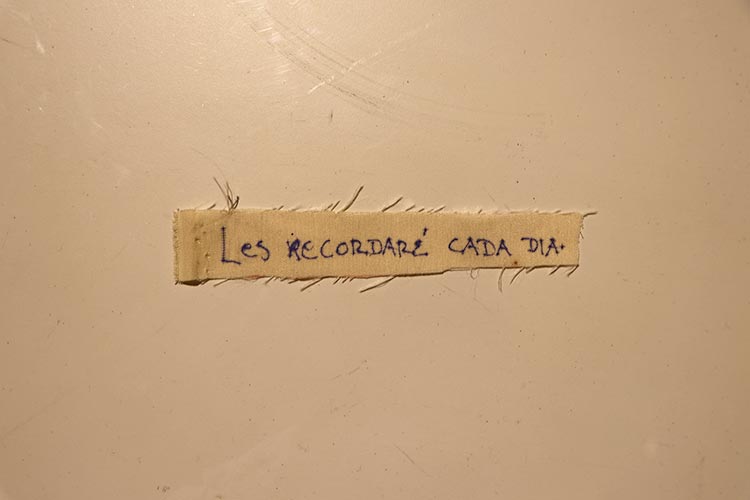 Les RECORDARÉ CADA DIA.